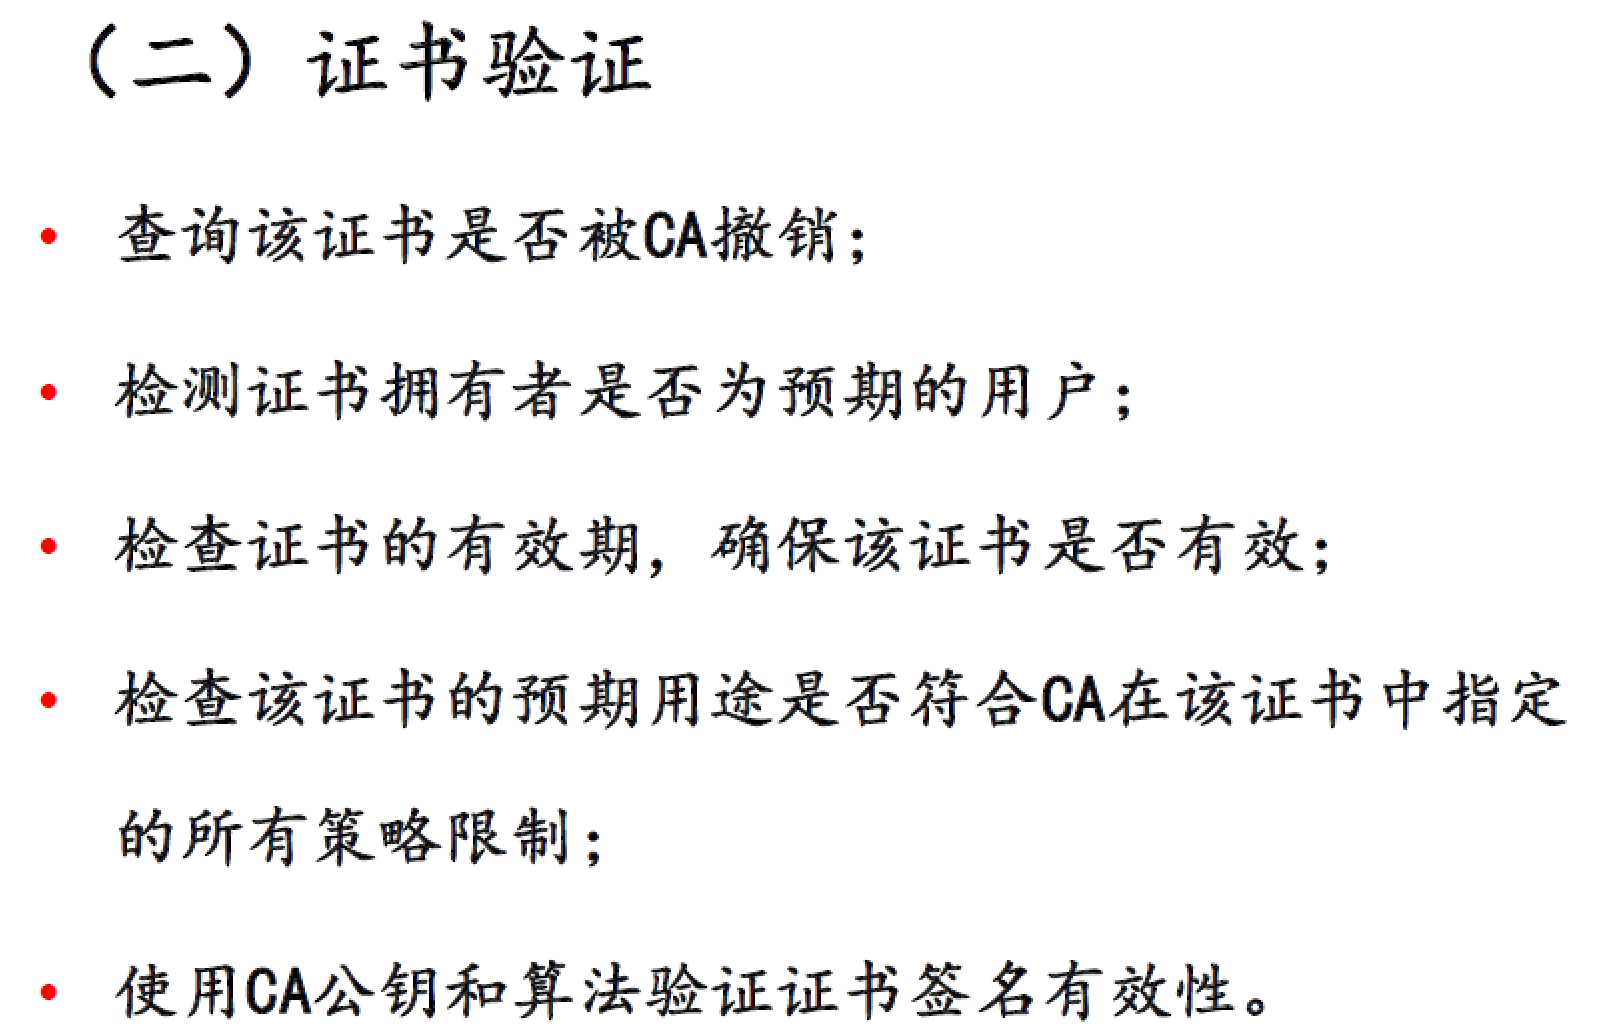 （二）证书验证
• 查询该证书是否被CA撤销；
• 检测证书拥有者是否为预期的用户；
• 检查证书的有效期，确保该证书是否有效；
• 检查该证书的预期用途是否符合CA在该证书中指定
的所有策略限制；
• 使用CA公钥和算法验证证书签名有效性。